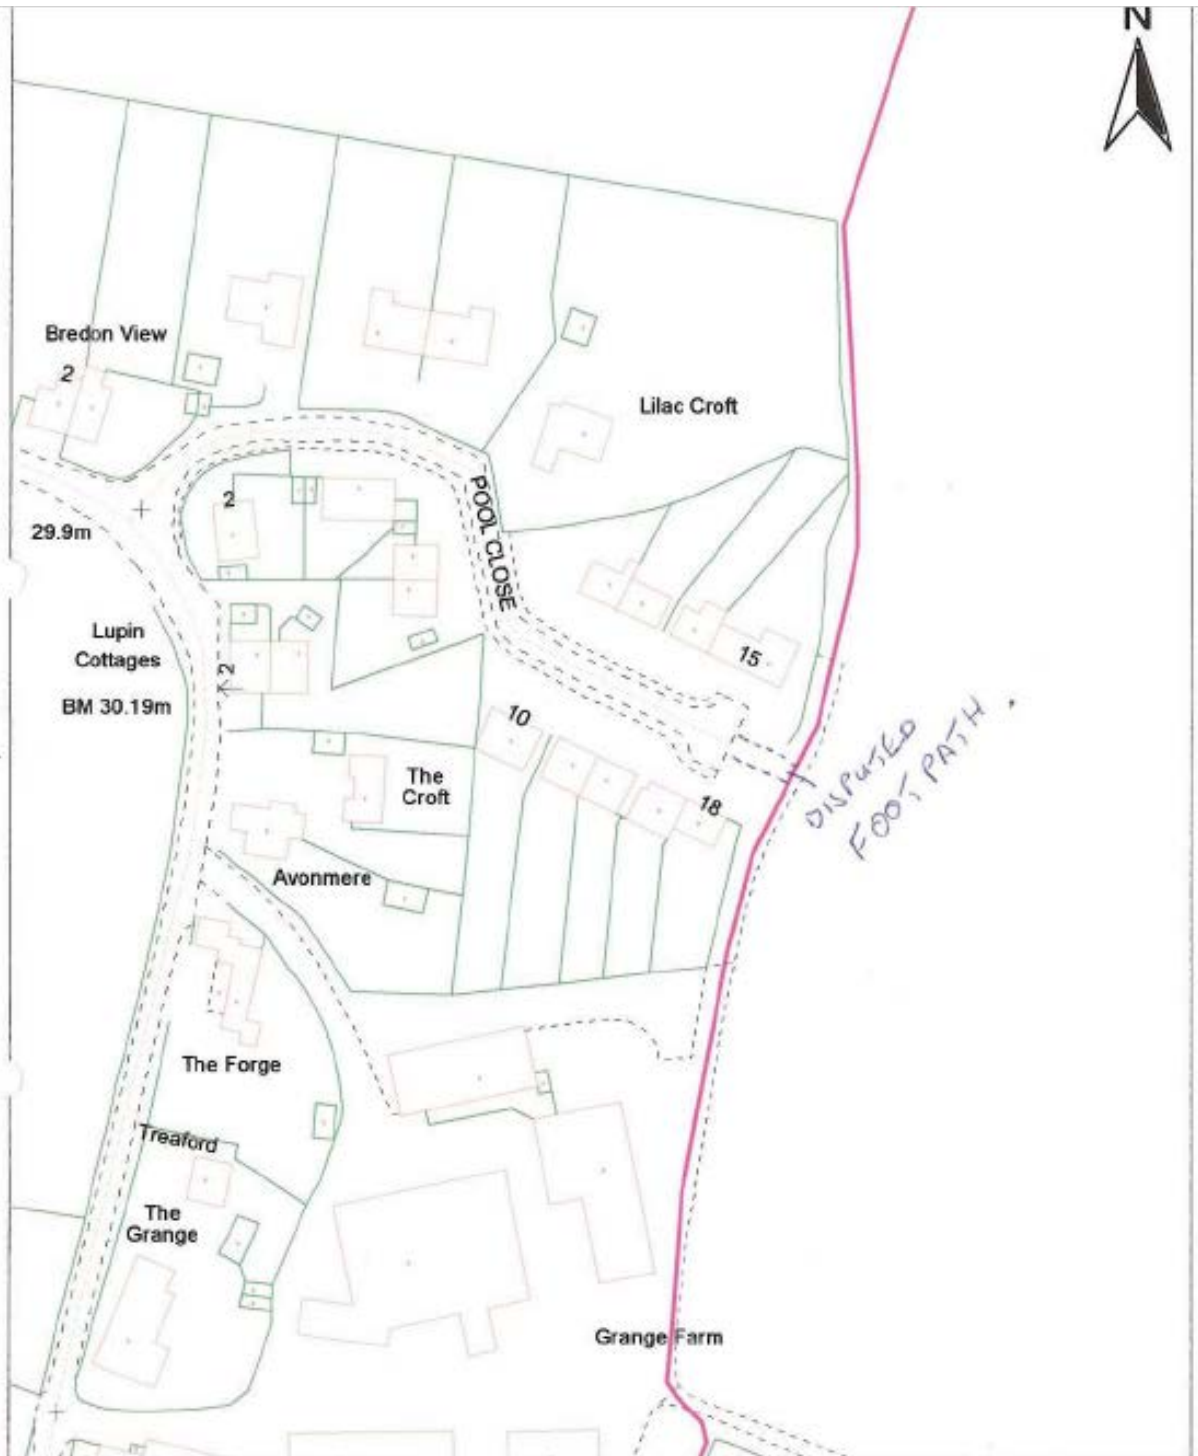 N
Bredon View
2
Lilac Croft
2
POOL CLOSE
29.9m
Lupin
Cottages
2
15
BM 30.19m
10
DISPUTED
FOOTPATH.
The
Croft
18
Avonmere
The Forge
Treaford
The
Grange
Grange Farm